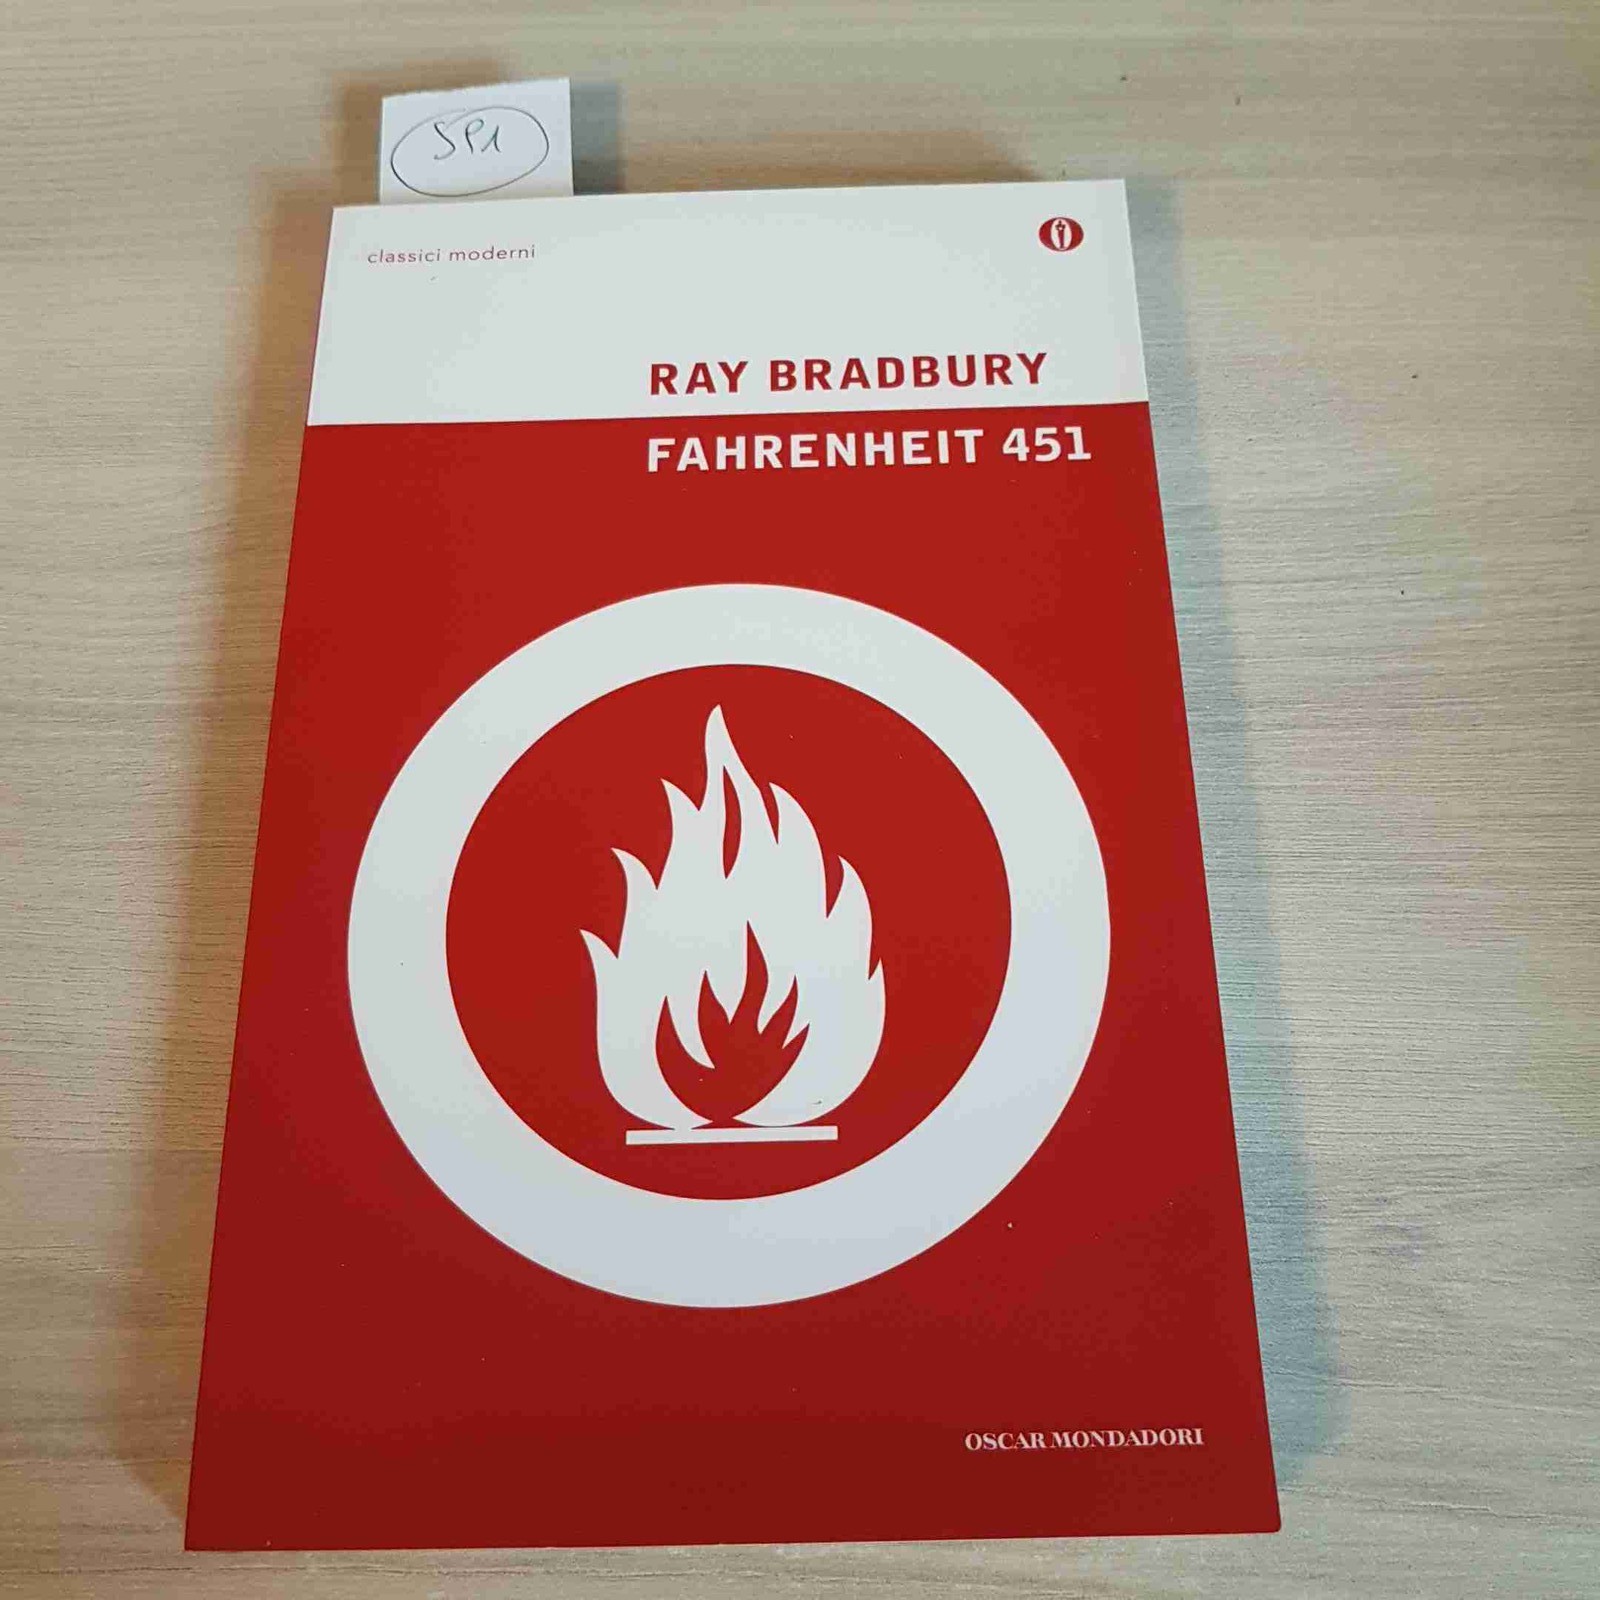 SP1
classici moderni
RAY BRADBURY
FAHRENHEIT 451
OSCAR MONDADORI